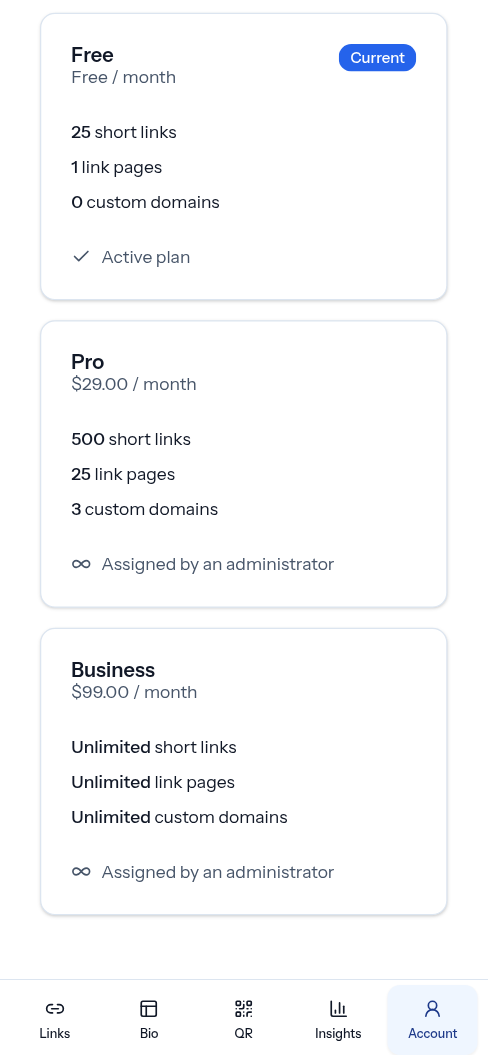 Free
Current
Free / month
25 short links
1 link pages
0 custom domains
Active plan
Pro
$29.00 / month
500 short links
25 link pages
3 custom domains
Assigned by an administrator
Business
$99.00 / month
Unlimited short links
Unlimited link pages
Unlimited custom domains
Assigned by an administrator
Links Bio QR Insights Account